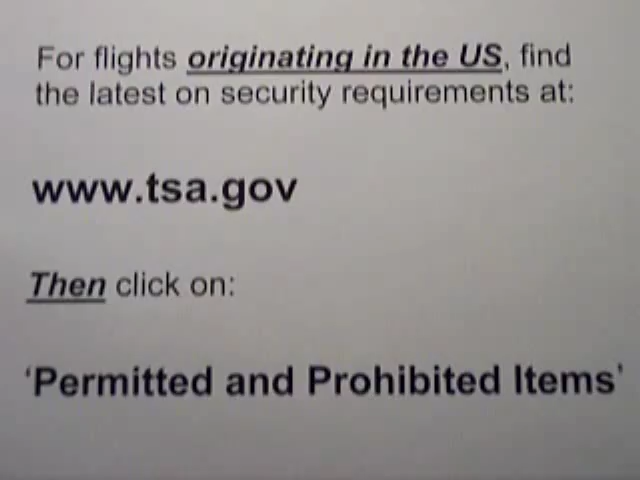 For flights originating in the US, find
the latest on security requirements at:
www.tsa.gov
Then click on:
‘Permitted and Prohibited Items’